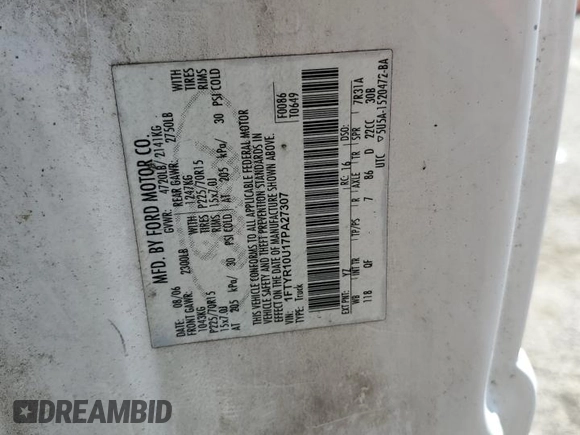 MFD. BY FORD MOTOR CO.
DATE: 08/06 GVWR: 4720LB/ 2141KG
FRONT GAWR: 2300LB REAR GAWR: 2750LB
1043KG WITH 1247KG WITH
P225/70R15 TIRES P225/70R15 TIRES
15x7.0J RIMS 15x7.0J RIMS
AT 205 kPa/ 30 PSI COLD AT 205 kPa/ 30 PSI COLD
THIS VEHICLE CONFORMS TO ALL APPLICABLE FEDERAL MOTOR
VEHICLE SAFETY AND THEFT PREVENTION STANDARDS IN
EFFECT ON THE DATE OF MANUFACTURE SHOWN ABOVE.
VIN: 1FTYR10U17PA27307 F0086
TYPE: Truck T0649
EXT PNT: YZ RC: 16 DSO:
WB INT TR TP/PS R AXLE TR SPR 7R31A
118 QF 7 86 D 22CC 30B
UTC ▽5U5A-1520472-BA
DREAMBID